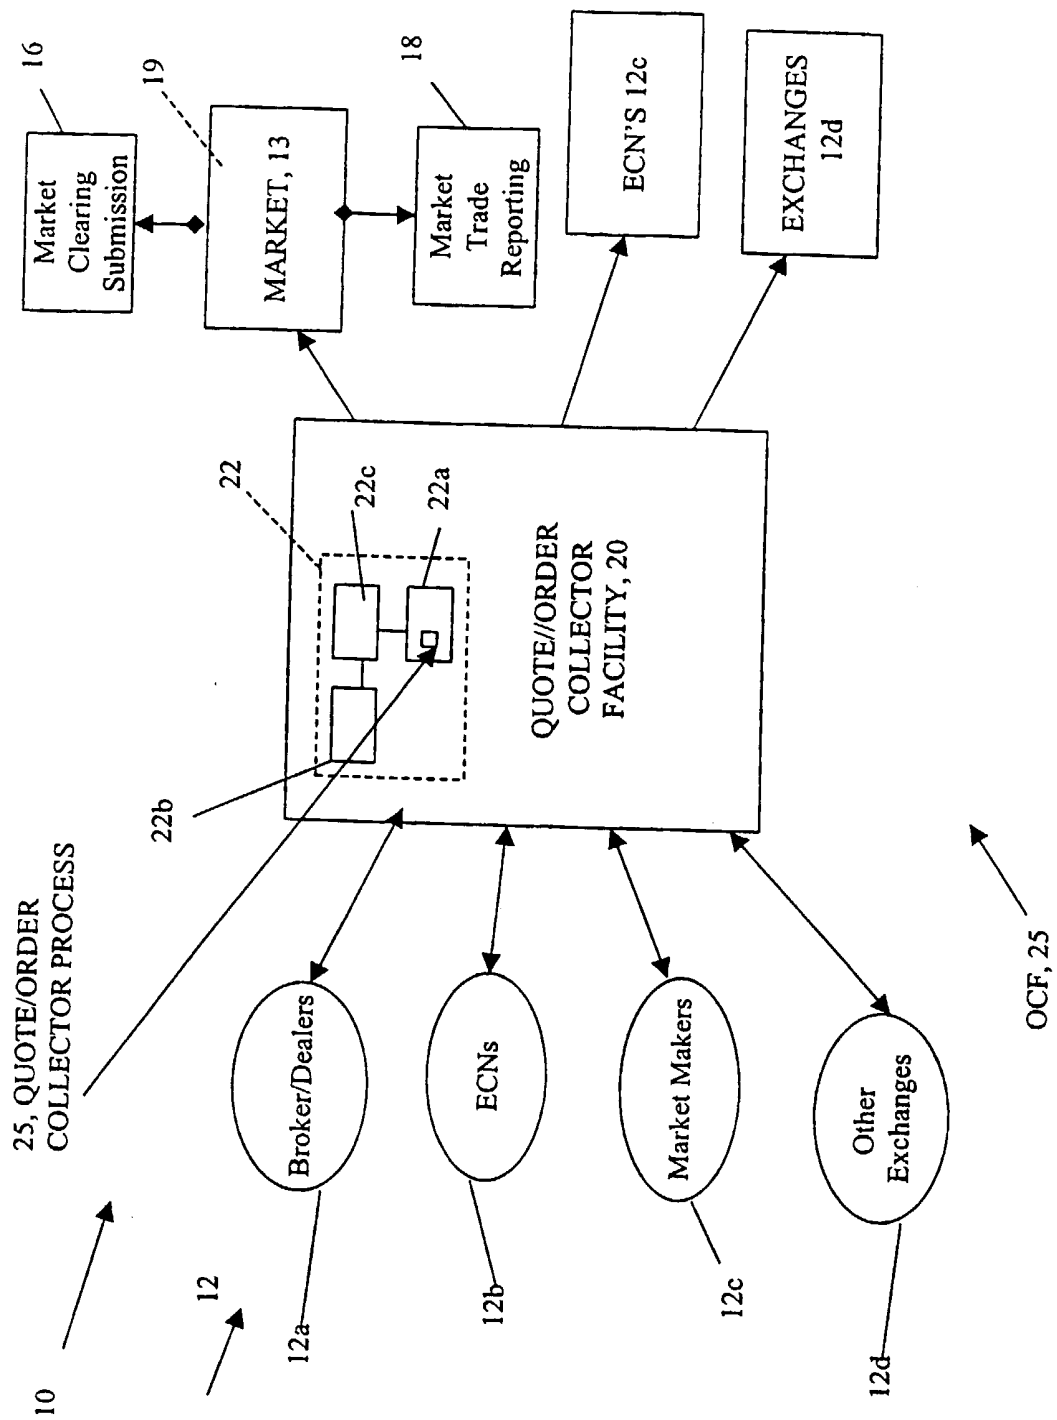 10
25, QUOTE/ORDER
COLLECTOR PROCESS
12
12a
Broker/Dealers
12b
ECNs
12c
Market Makers
12d
Other
Exchanges
22b
22
22c
22a
QUOTE//ORDER
COLLECTOR
FACILITY, 20
16
Market
Clearing
Submission
19
MARKET, 13
18
Market
Trade
Reporting
ECN'S 12c
EXCHANGES
12d
OCF, 25